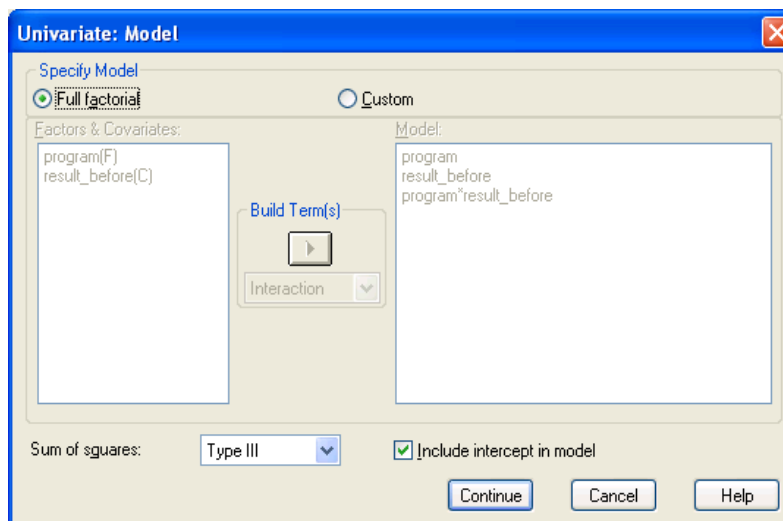 Univariate: Model
Specify Model
Full factorial
Custom
Factors & Covariates:
program(F)
result_before(C)
Build Term(s)
Interaction
Model:
program
result_before
program*result_before
Sum of squares:
Type III
Include intercept in model
Continue
Cancel
Help